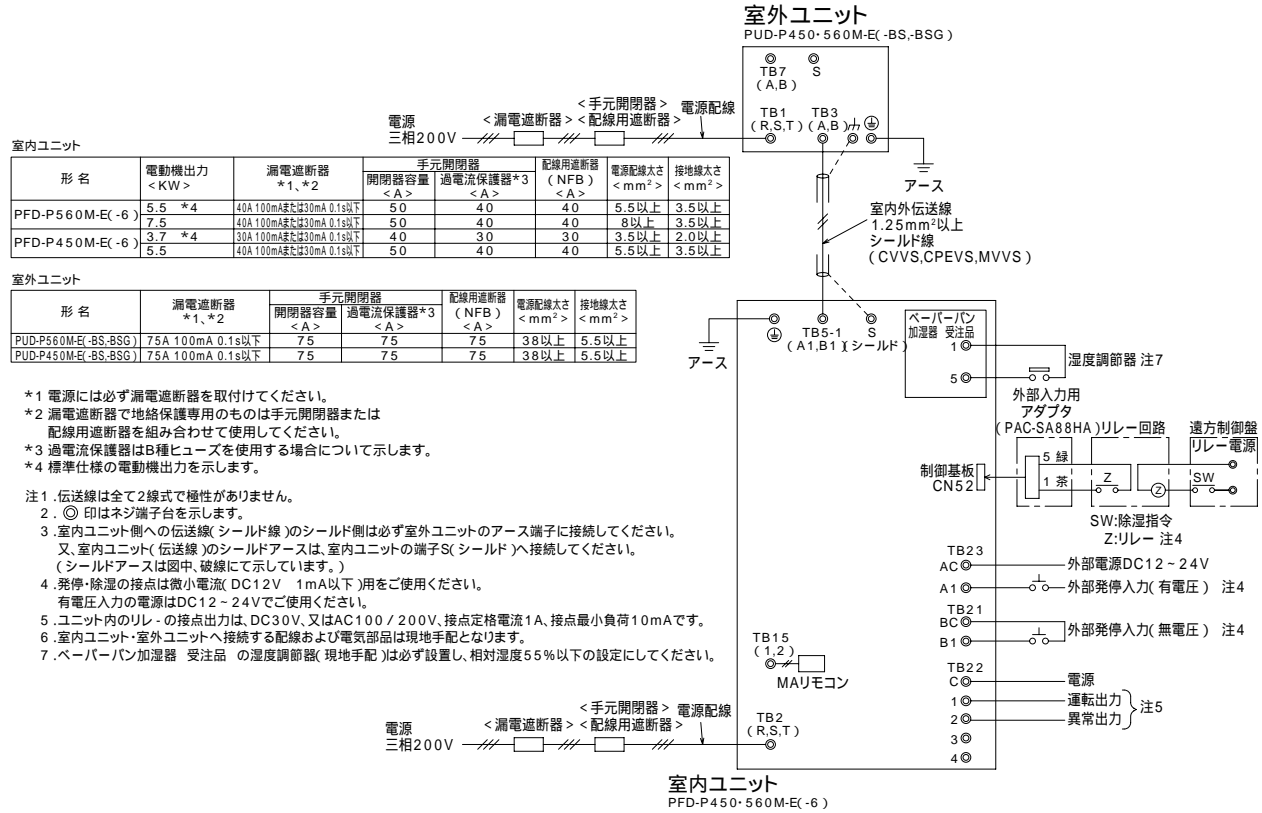 室外ユニット
PUD-P450・560M-E(-BS,-BSG)
TB7
(A,B)
S
TB1
(R,S,T)
TB3
(A,B)
電源
三相200V
<漏電遮断器>
<手元開閉器>
<配線用遮断器>
電源配線
アース
室内外伝送線
1.25mm²以上
シールド線
(CVVS,CPEVS,MVVS)
室内ユニット
形名 電動機出力<KW> 漏電遮断器*1、*2 手元開閉器 開閉器容量<A> 過電流保護器*3<A> 配線用遮断器(NFB)<A> 電源配線太さ<mm²> 接地線太さ<mm²>
PFD-P560M-E(-6) 5.5 *4 40A 100mAまたは30mA 0.1s以下 50 40 40 5.5以上 3.5以上
7.5 40A 100mAまたは30mA 0.1s以下 50 40 40 8以上 3.5以上
PFD-P450M-E(-6) 3.7 *4 30A 100mAまたは30mA 0.1s以下 40 30 30 3.5以上 2.0以上
5.5 40A 100mAまたは30mA 0.1s以下 50 40 40 5.5以上 3.5以上
室外ユニット
形名 漏電遮断器*1、*2 手元開閉器 開閉器容量<A> 過電流保護器*3<A> 配線用遮断器(NFB)<A> 電源配線太さ<mm²> 接地線太さ<mm²>
PUD-P560M-E(-BS,-BSG) 75A 100mA 0.1s以下 75 75 75 38以上 5.5以上
PUD-P450M-E(-BS,-BSG) 75A 100mA 0.1s以下 75 75 75 38以上 5.5以上
*1 電源には必ず漏電遮断器を取付けてください。
*2 漏電遮断器で地絡保護専用のものは手元開閉器または
配線用遮断器を組み合わせて使用してください。
*3 過電流保護器はB種ヒューズを使用する場合について示します。
*4 標準仕様の電動機出力を示します。
注1.伝送線は全て2線式で極性がありません。
2.◎印はネジ端子台を示します。
3.室内ユニット側への伝送線(シールド線)のシールド側は必ず室外ユニットのアース端子に接続してください。
又、室内ユニット(伝送線)のシールドアースは、室内ユニットの端子S(シールド)へ接続してください。
(シールドアースは図中、破線にて示しています。)
4.発停・除湿の接点は微小電流(DC12V 1mA以下)用をご使用ください。
有電圧入力の電源はDC12~24Vでご使用ください。
5.ユニット内のリレ-の接点出力は、DC30V、又はAC100/200V、接点定格電流1A、接点最小負荷10mAです。
6.室内ユニット・室外ユニットへ接続する配線および電気部品は現地手配となります。
7.ペーパーパン加湿器 受注品 の湿度調節器(現地手配)は必ず設置し、相対湿度55%以下の設定にしてください。
アース
TB5-1
(A1,B1)
S
(シールド)
ペーパーパン
加湿器 受注品
1
5
湿度調節器 注7
外部入力用
アダプタ
(PAC-SA88HA)
リレー回路
遠方制御盤
リレー電源
制御基板
CN52
5 緑
1 茶
Z
Z
SW
SW:除湿指令
Z:リレー 注4
TB23
AC
外部電源DC12~24V
A1
外部発停入力(有電圧) 注4
TB21
BC
B1
外部発停入力(無電圧) 注4
TB22
C
電源
1
運転出力
2
異常出力
注5
3
4
TB15
(1,2)
MAリモコン
電源
三相200V
<漏電遮断器>
<手元開閉器>
<配線用遮断器>
電源配線
TB2
(R,S,T)
室内ユニット
PFD-P450・560M-E(-6)